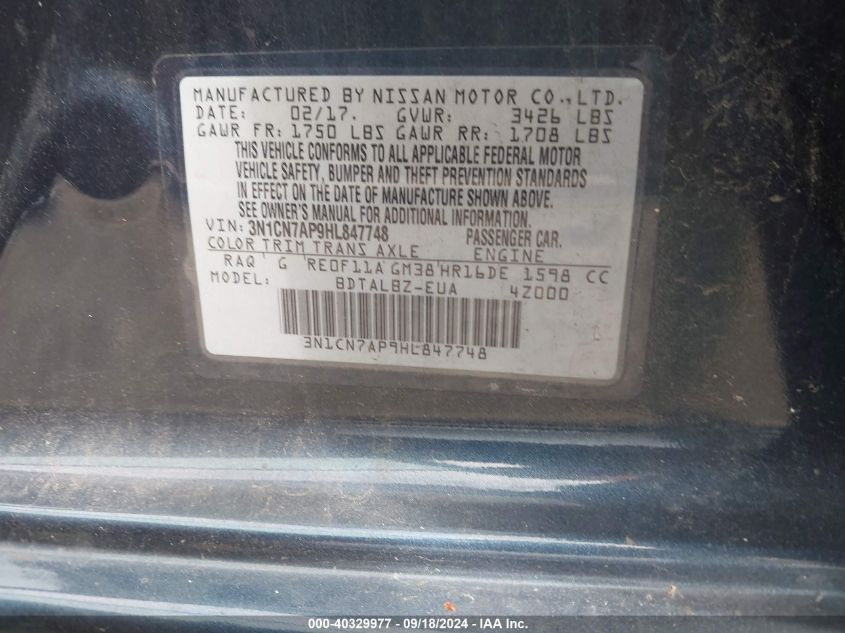 MANUFACTURED BY NISSAN MOTOR CO.,LTD.
DATE: 02/17. GVWR: 3426 LBS
GAWR FR: 1750 LBS GAWR RR: 1708 LBS
THIS VEHICLE CONFORMS TO ALL APPLICABLE FEDERAL MOTOR
VEHICLE SAFETY, BUMPER AND THEFT PREVENTION STANDARDS
IN EFFECT ON THE DATE OF MANUFACTURE SHOWN ABOVE.
SEE OWNER'S MANUAL FOR ADDITIONAL INFORMATION.
VIN: 3N1CN7AP9HL847748 PASSENGER CAR.
COLOR TRIM TRANS AXLE ENGINE
RAQ G RE0F11A GM38 HR16DE 1598 CC
MODEL: BDTALBZ-EUA 4Z000
3N1CN7AP9HL847748
000-40329977 - 09/18/2024 - IAA Inc.